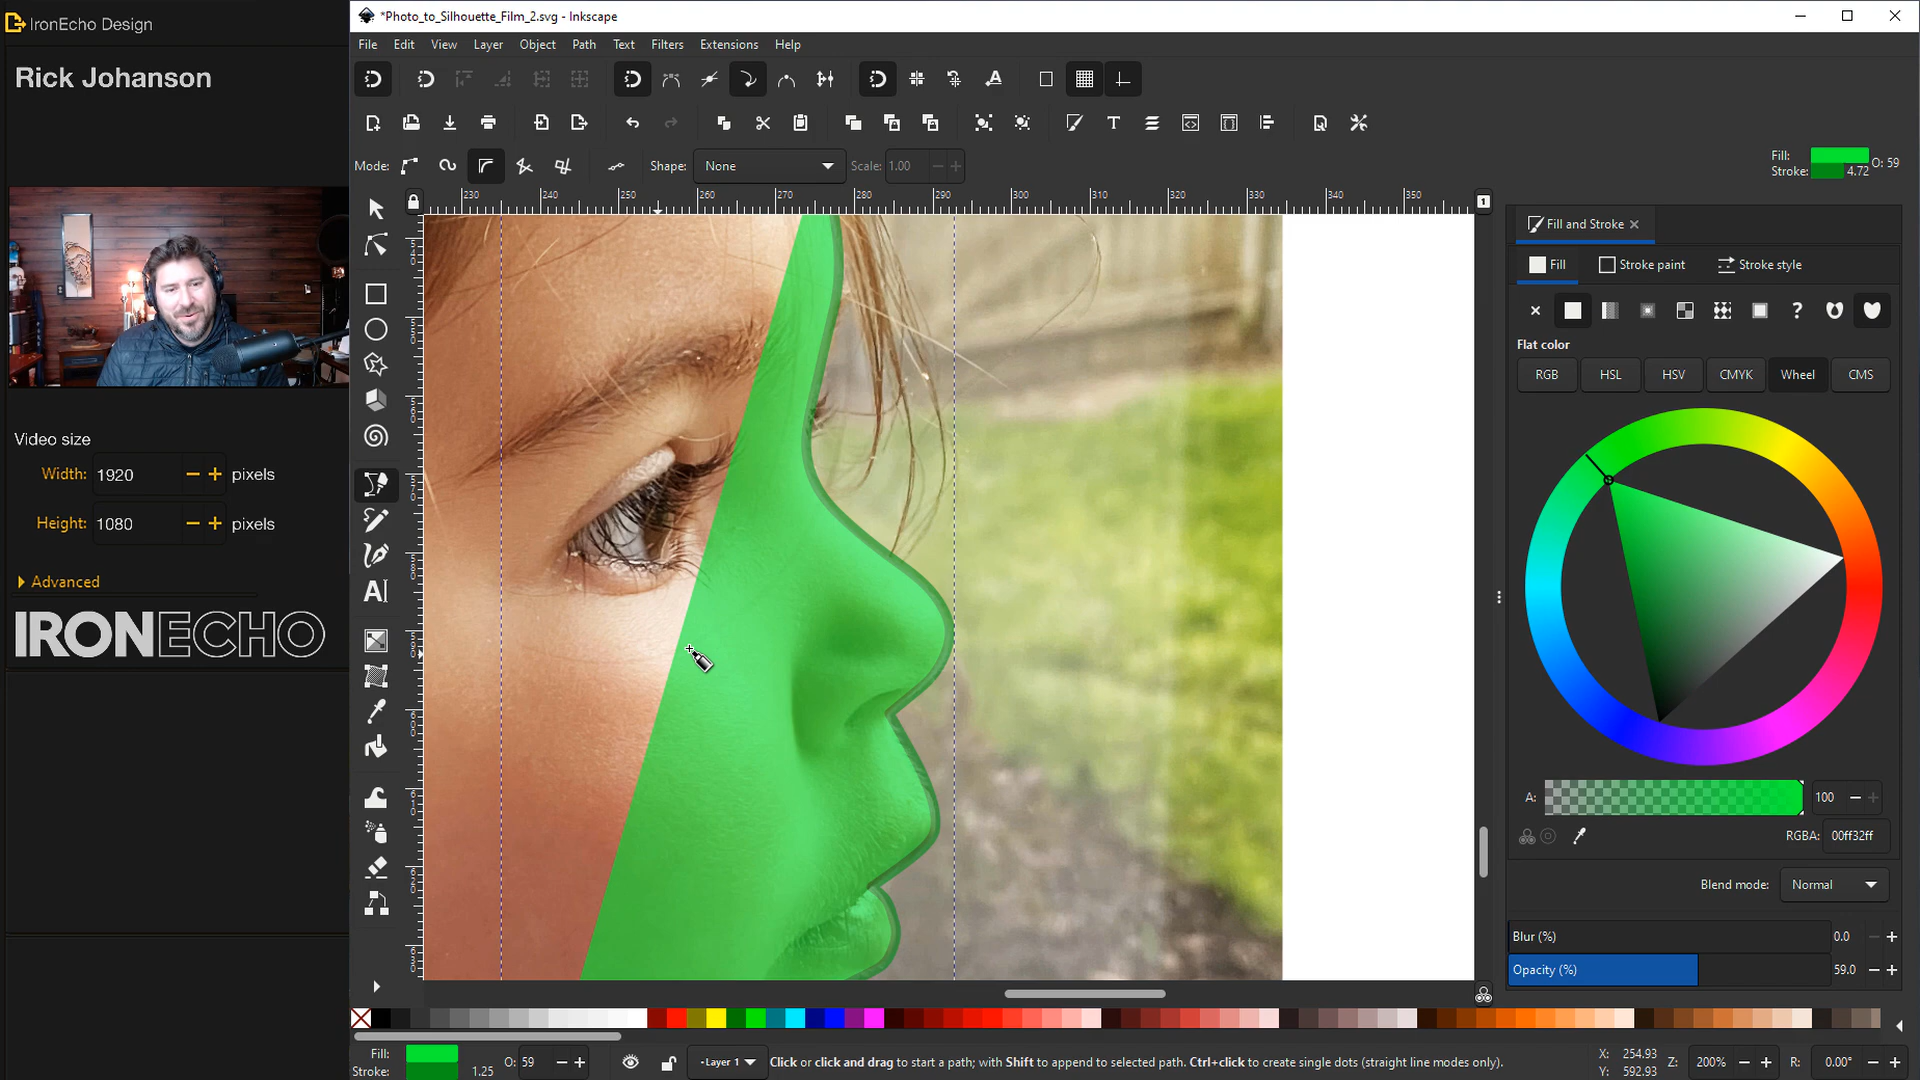 IronEcho Design
Rick Johanson
Video size
Width: 1920 pixels
Height: 1080 pixels
Advanced
IRONECHO
*Photo_to_Silhouette_Film_2.svg - Inkscape
File Edit View Layer Object Path Text Filters Extensions Help
Mode: Shape: None Scale: 1.00
Fill:
Stroke: 4.72
O: 59
230 240 250 260 270 280 290 300 310 320 330 340 350
1
Fill and Stroke
Fill Stroke paint Stroke style
?
Flat color
RGB HSL HSV CMYK Wheel CMS
A: 100
RGBA: 00ff32ff
Blend mode: Normal
Blur (%) 0.0
Opacity (%) 59.0
Fill:
Stroke: 1.25
O: 59
-Layer 1
Click or click and drag to start a path; with Shift to append to selected path. Ctrl+click to create single dots (straight line modes only).
X: 254.93
Y: 592.93
Z: 200%
R: 0.00°